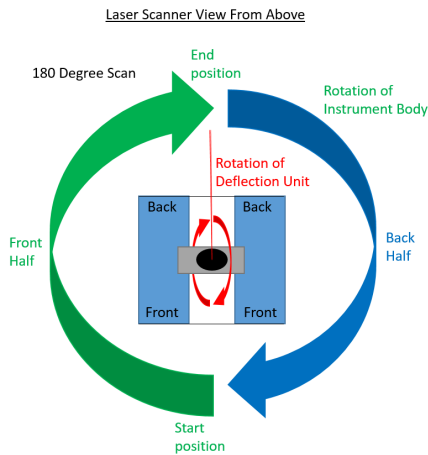 Laser Scanner View From Above
180 Degree Scan
End
position
Rotation of
Instrument Body
Rotation of
Deflection Unit
Back
Back
Front
Half
Back
Half
Front
Front
Start
position